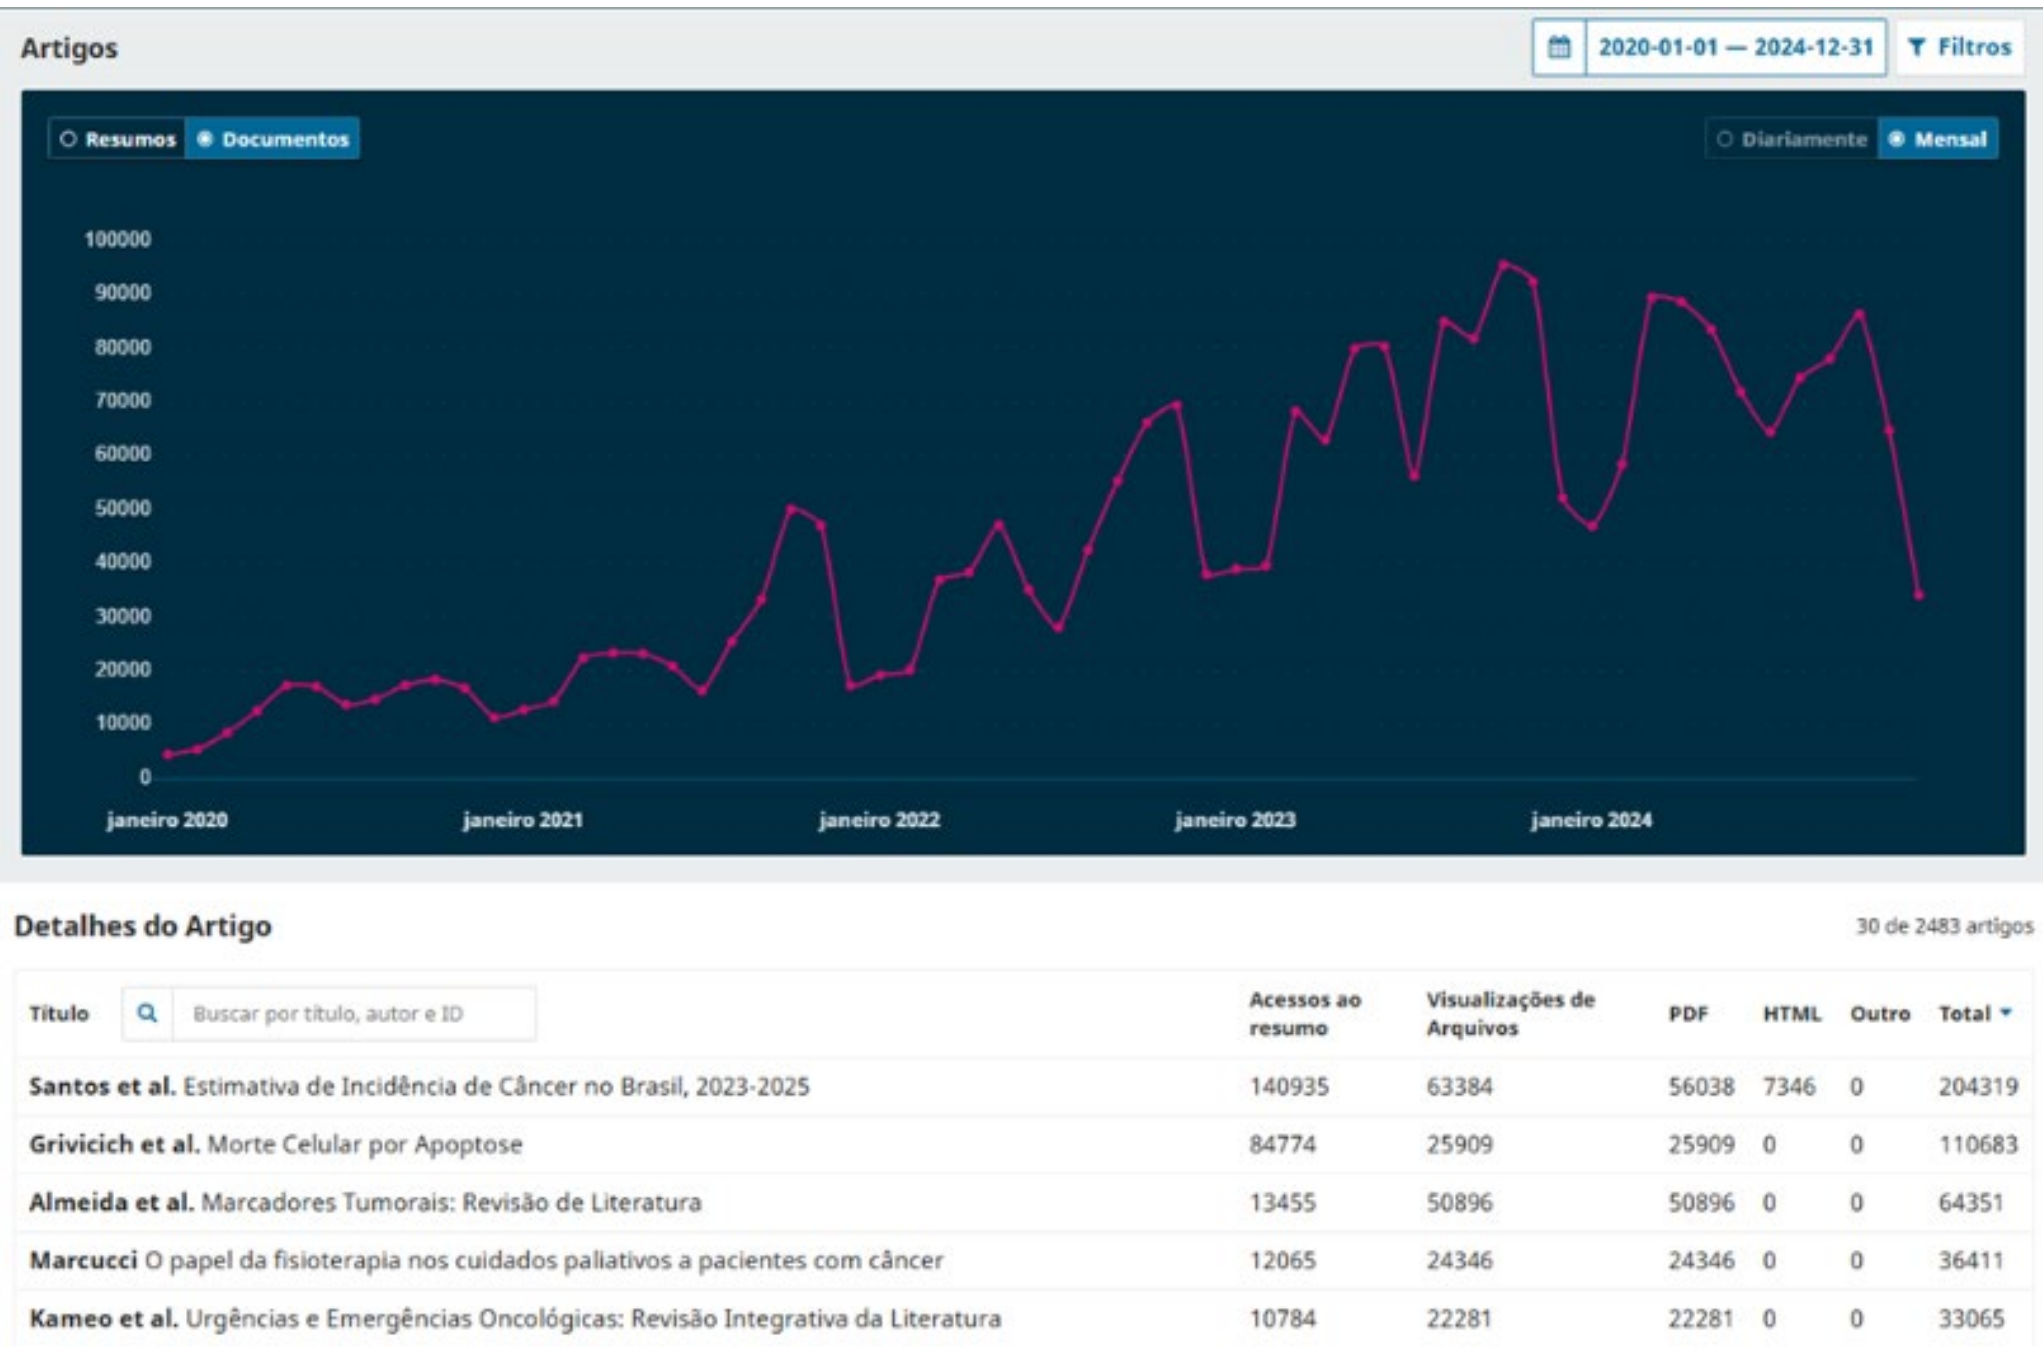 Artigos
2020-01-01 — 2024-12-31
Filtros
Resumos
Documentos
Diariamente
Mensal
100000
90000
80000
70000
60000
50000
40000
30000
20000
10000
0
janeiro 2020 janeiro 2021 janeiro 2022 janeiro 2023 janeiro 2024
Detalhes do Artigo
30 de 2483 artigos
Título Buscar por título, autor e ID Acessos ao resumo Visualizações de Arquivos PDF HTML Outro Total
Santos et al. Estimativa de Incidência de Câncer no Brasil, 2023-2025 140935 63384 56038 7346 0 204319
Grivicich et al. Morte Celular por Apoptose 84774 25909 25909 0 0 110683
Almeida et al. Marcadores Tumorais: Revisão de Literatura 13455 50896 50896 0 0 64351
Marcucci O papel da fisioterapia nos cuidados paliativos a pacientes com câncer 12065 24346 24346 0 0 36411
Kameo et al. Urgências e Emergências Oncológicas: Revisão Integrativa da Literatura 10784 22281 22281 0 0 33065